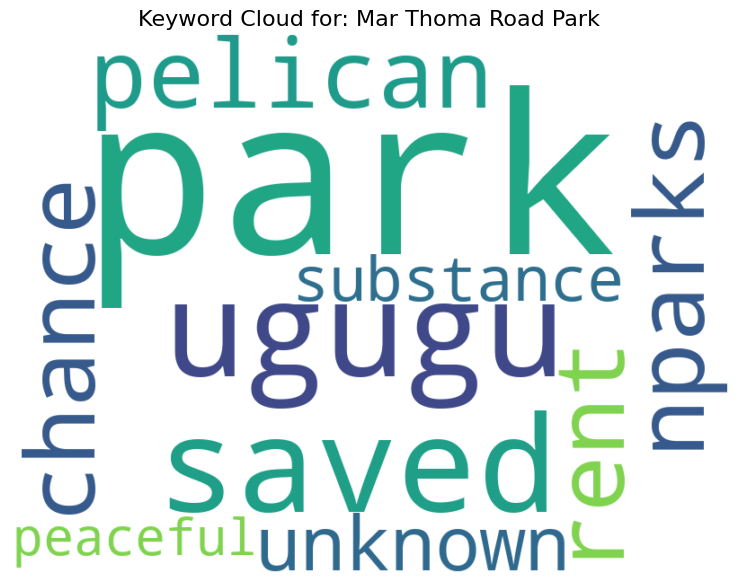 Keyword Cloud for: Mar Thoma Road Park
pelican
park
chance
nparks
substance
ugugu
rent
saved
peaceful
unknown